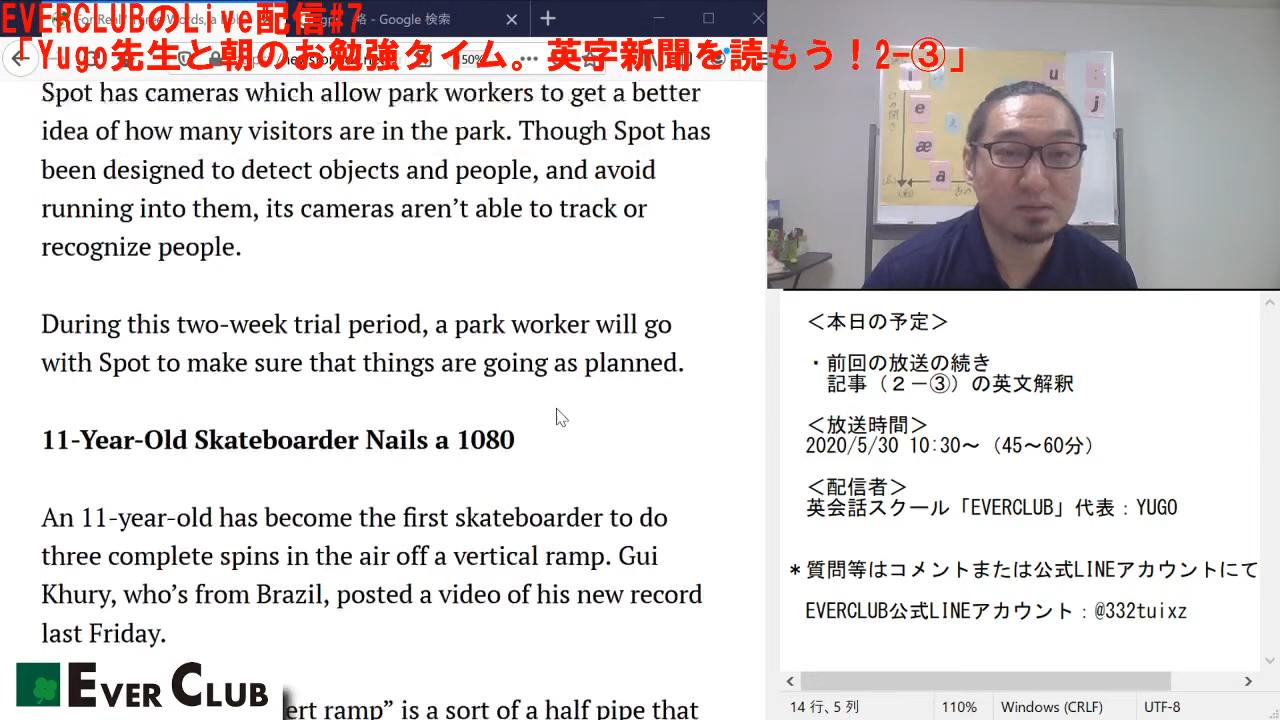 EVERCLUBのLive配信#7
「Yugo先生と朝のお勉強タイム。英字新聞を読もう！2−③」
Google 検索
50%
Spot has cameras which allow park workers to get a better
idea of how many visitors are in the park. Though Spot has
been designed to detect objects and people, and avoid
running into them, its cameras aren’t able to track or
recognize people.
During this two-week trial period, a park worker will go
with Spot to make sure that things are going as planned.
11-Year-Old Skateboarder Nails a 1080
An 11-year-old has become the first skateboarder to do
three complete spins in the air off a vertical ramp. Gui
Khury, who’s from Brazil, posted a video of his new record
last Friday.
ert ramp” is a sort of a half pipe that
EVER CLUB
i
u
e
j
æ
a
＜本日の予定＞
・前回の放送の続き
記事（２－③）の英文解釈
＜放送時間＞
2020/5/30 10:30～（45～60分）
＜配信者＞
英会話スクール「EVERCLUB」代表：YUGO
＊質問等はコメントまたは公式LINEアカウントにて
EVERCLUB公式LINEアカウント：@332tuixz
14 行、5 列
110%
Windows (CRLF)
UTF-8